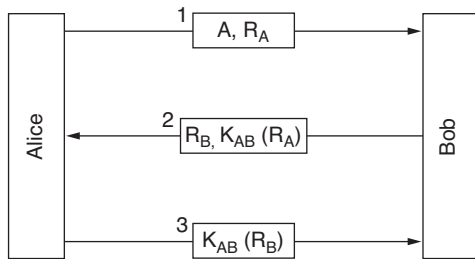 Alice
1
A, R_A
2
R_B, K_AB (R_A)
3
K_AB (R_B)
Bob